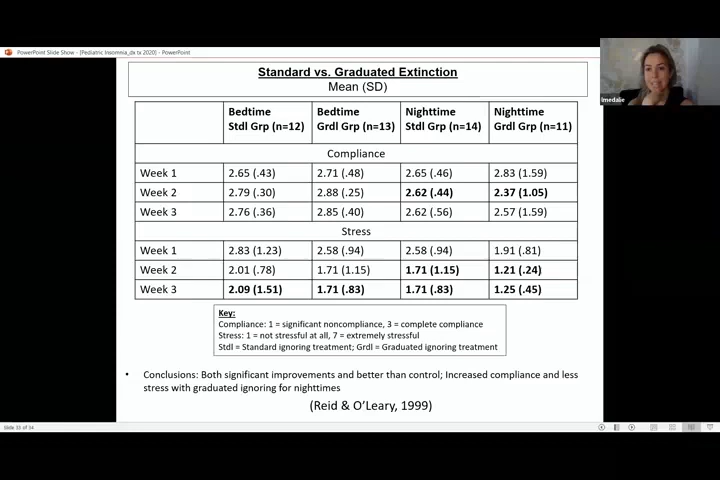 PowerPoint Slide Show - [Pediatric Insomnia_dx tx 2020] - PowerPoint
lmedalie
Standard vs. Graduated Extinction
Mean (SD)
Bedtime Stdl Grp (n=12) Bedtime Grdl Grp (n=13) Nighttime Stdl Grp (n=14) Nighttime Grdl Grp (n=11)
Compliance
Week 1 2.65 (.43) 2.71 (.48) 2.65 (.46) 2.83 (1.59)
Week 2 2.79 (.30) 2.88 (.25) 2.62 (.44) 2.37 (1.05)
Week 3 2.76 (.36) 2.85 (.40) 2.62 (.56) 2.57 (1.59)
Stress
Week 1 2.83 (1.23) 2.58 (.94) 2.58 (.94) 1.91 (.81)
Week 2 2.01 (.78) 1.71 (1.15) 1.71 (1.15) 1.21 (.24)
Week 3 2.09 (1.51) 1.71 (.83) 1.71 (.83) 1.25 (.45)
Key:
Compliance: 1 = significant noncompliance, 3 = complete compliance
Stress: 1 = not stressful at all, 7 = extremely stressful
Stdl = Standard ignoring treatment; Grdl = Graduated ignoring treatment
• Conclusions: Both significant improvements and better than control; Increased compliance and less
stress with graduated ignoring for nighttimes
(Reid & O'Leary, 1999)
Slide 33 of 34